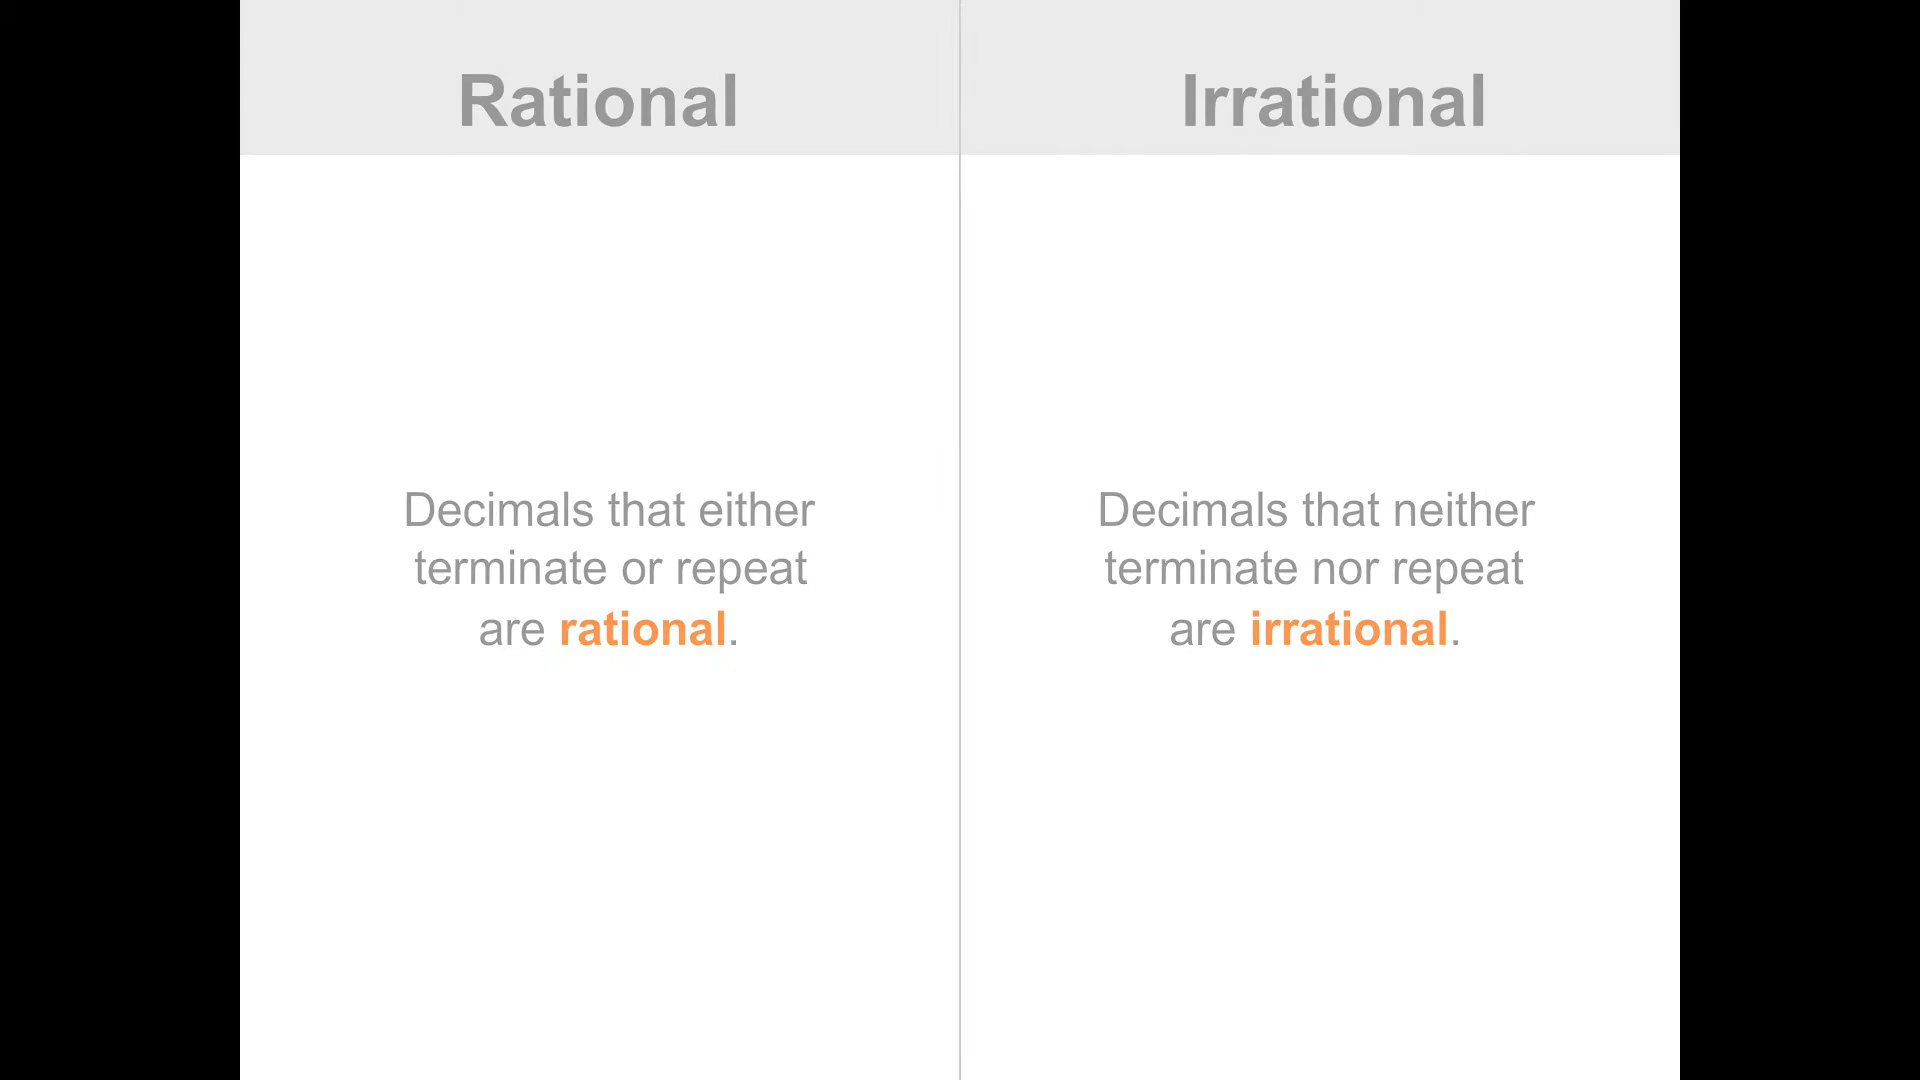 Rational
Decimals that either
terminate or repeat
are rational.
Irrational
Decimals that neither
terminate nor repeat
are irrational.